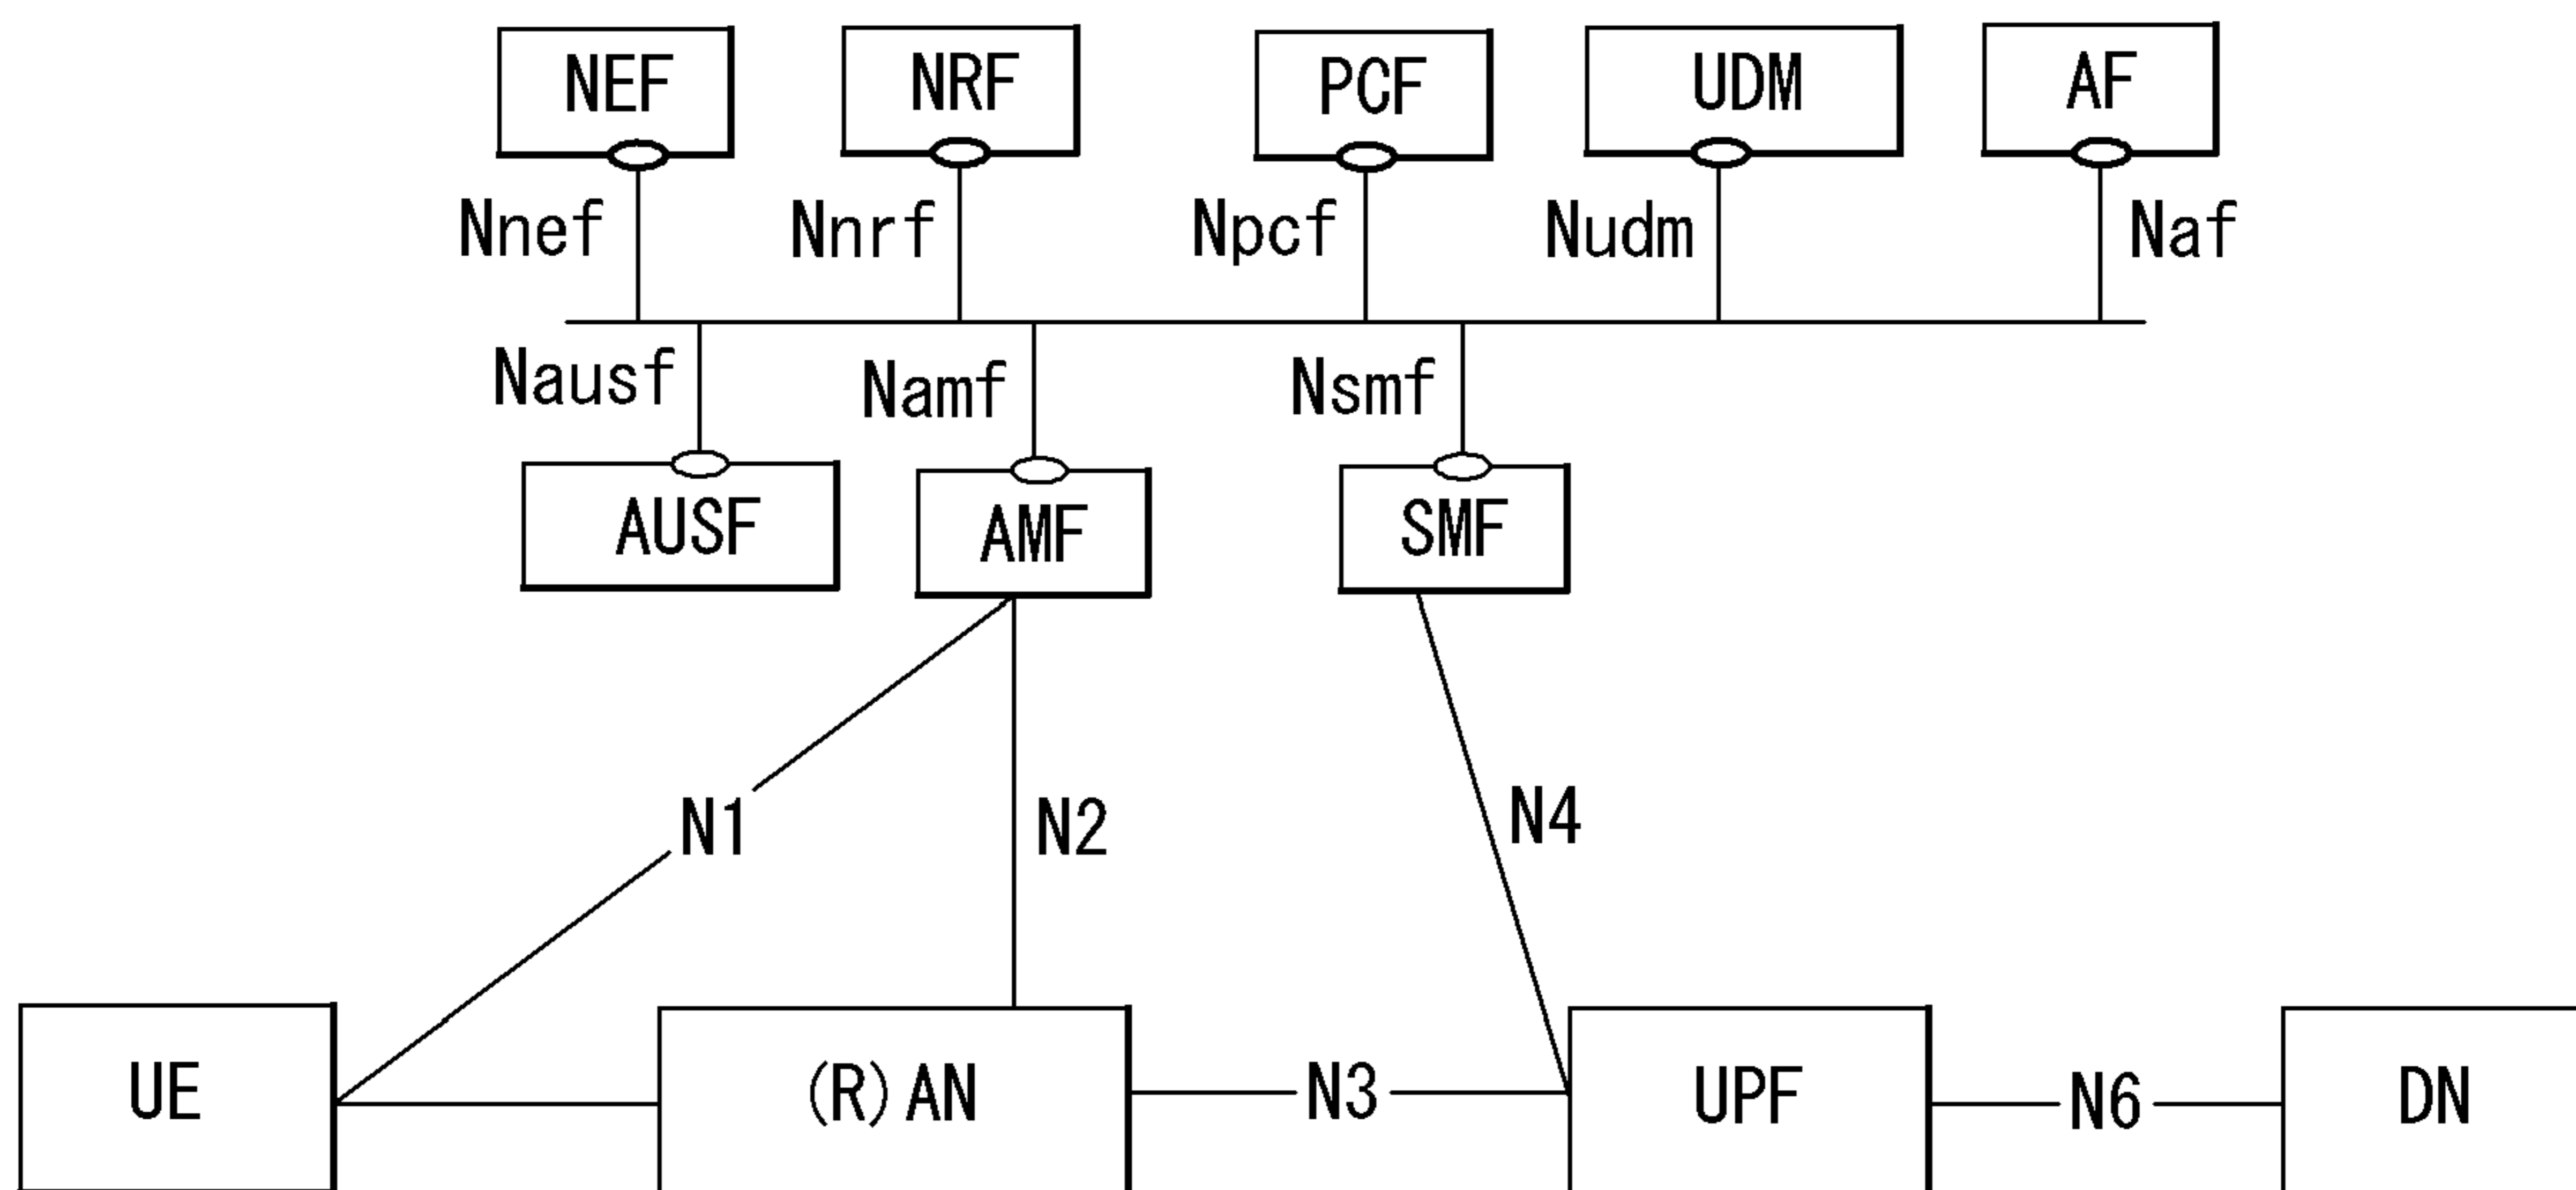 NEF NRF PCF UDM AF
Nnef Nnrf Npcf Nudm Naf
Nausf Namf Nsmf
AUSF AMF SMF
N1 N2 N4
UE (R)AN N3 UPF N6 DN